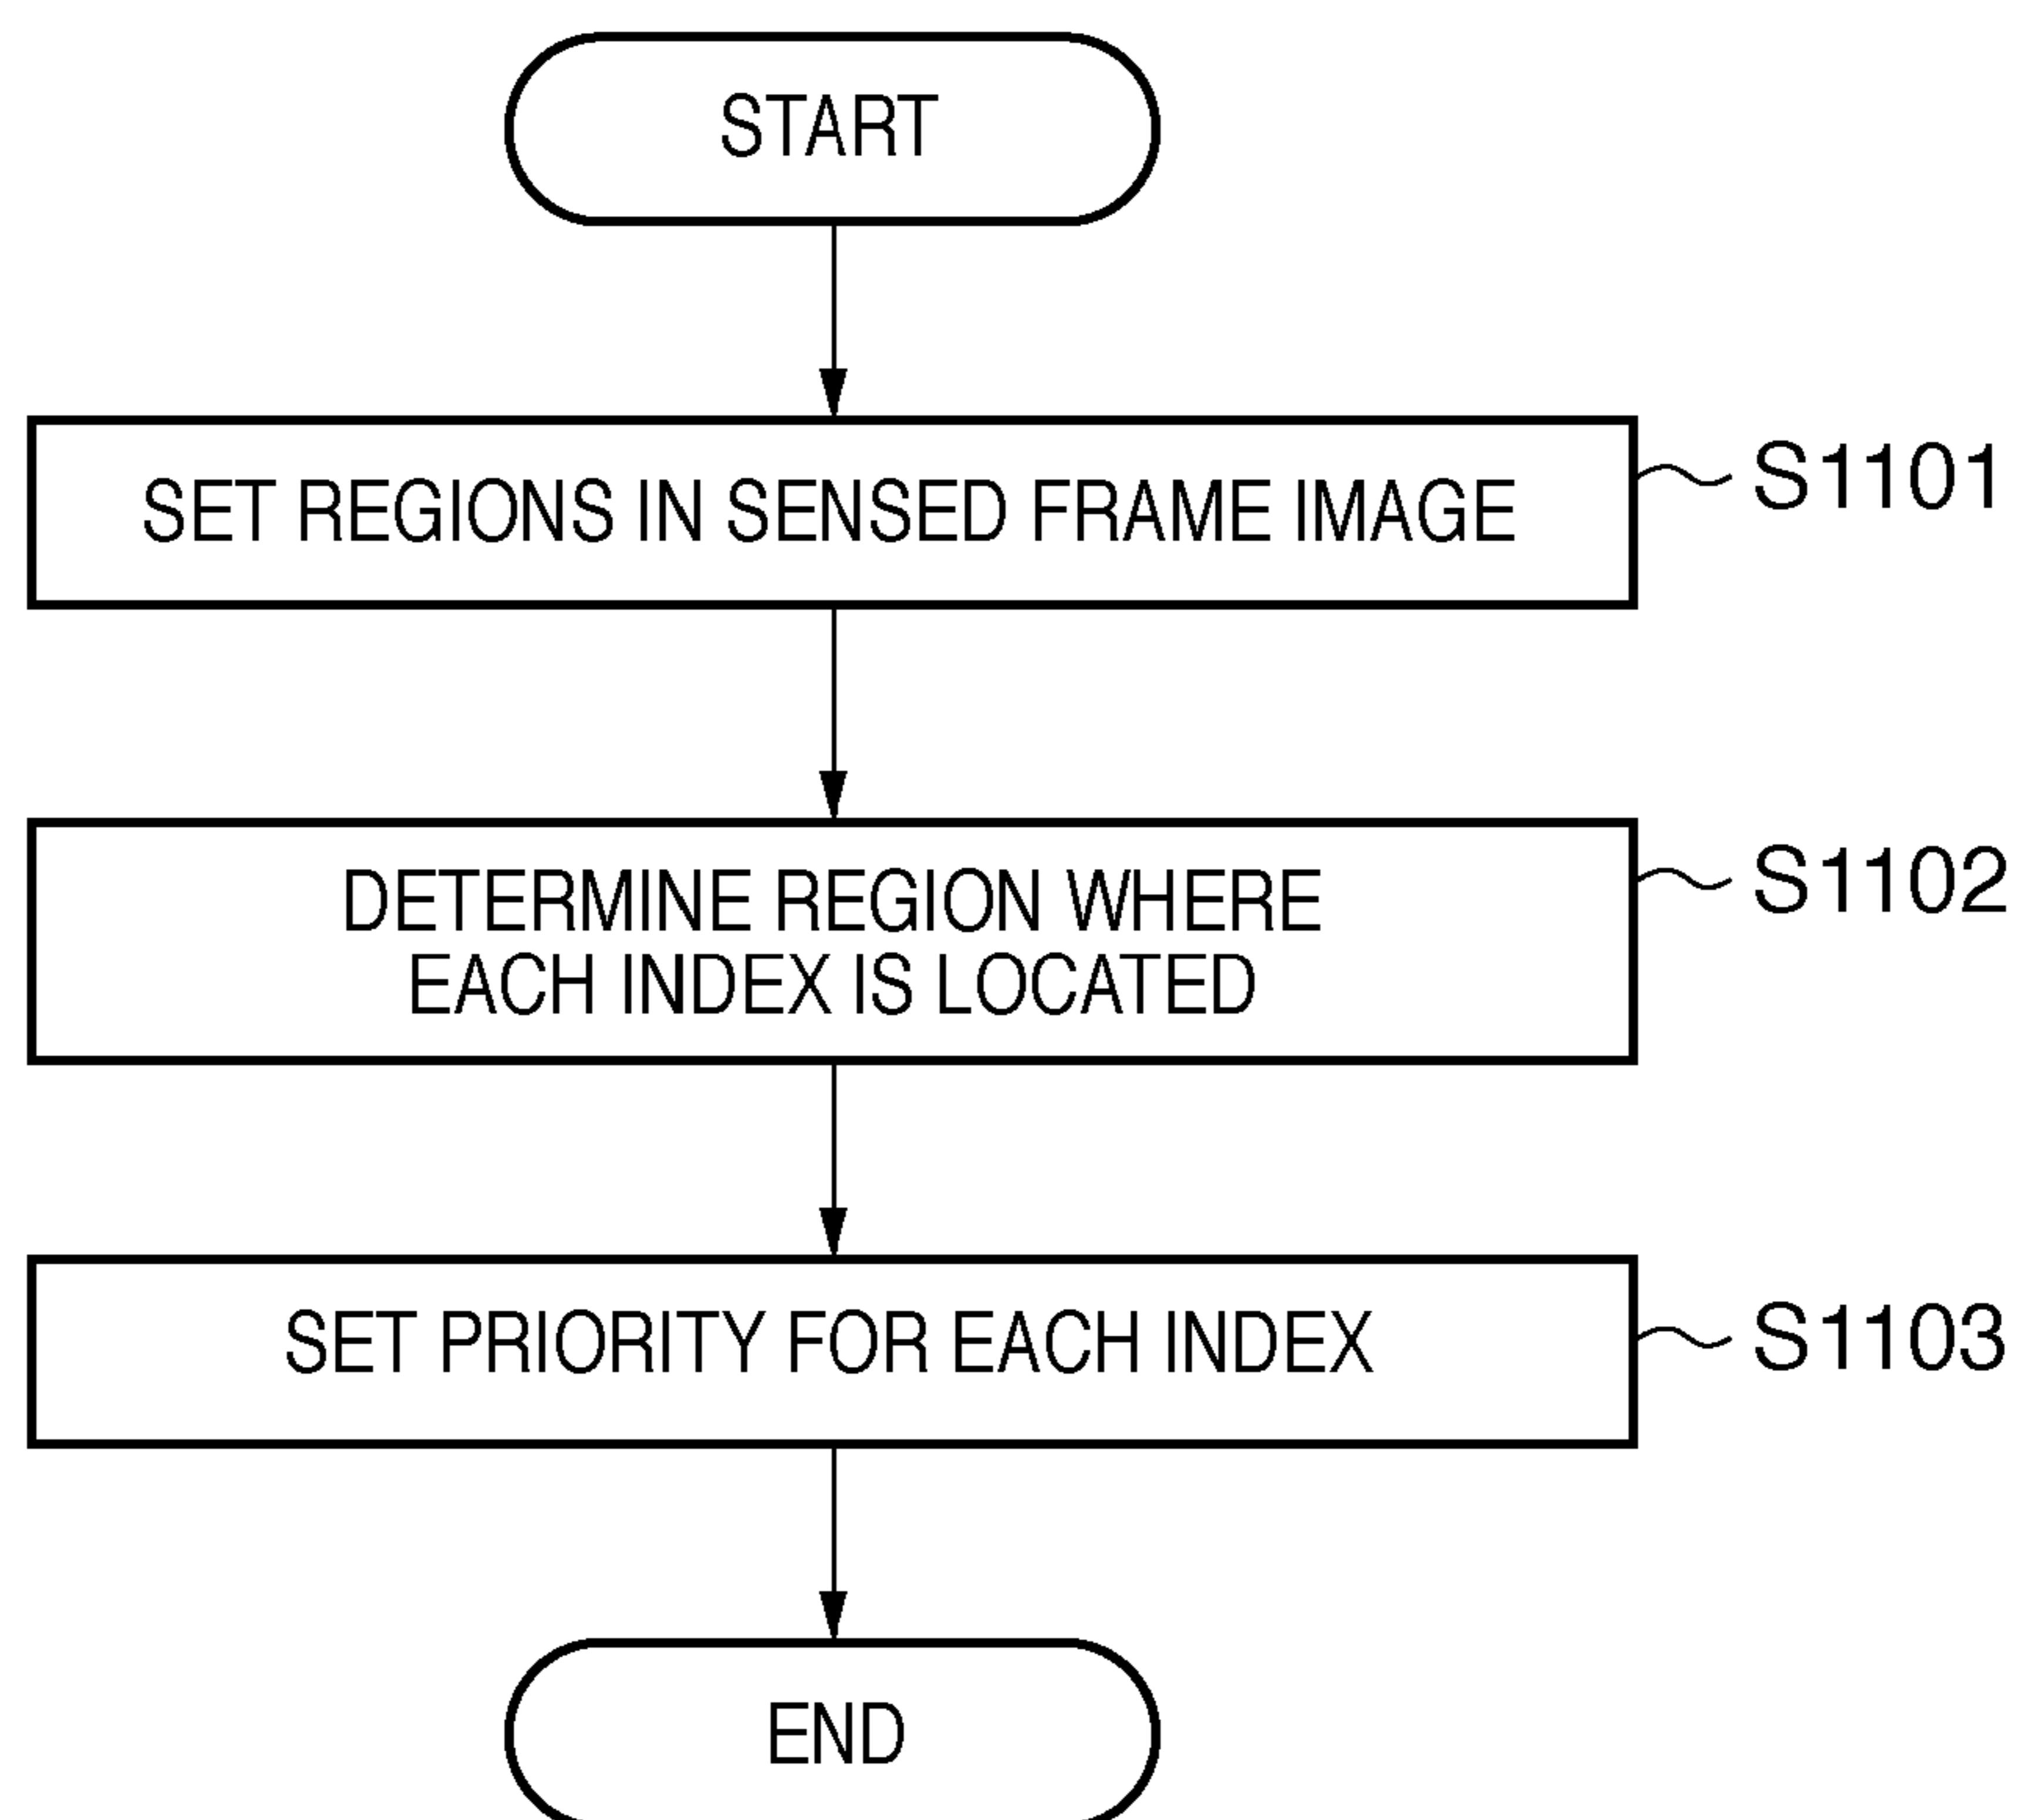 START
SET REGIONS IN SENSED FRAME IMAGE
S1101
DETERMINE REGION WHERE
EACH INDEX IS LOCATED
S1102
SET PRIORITY FOR EACH INDEX
S1103
END